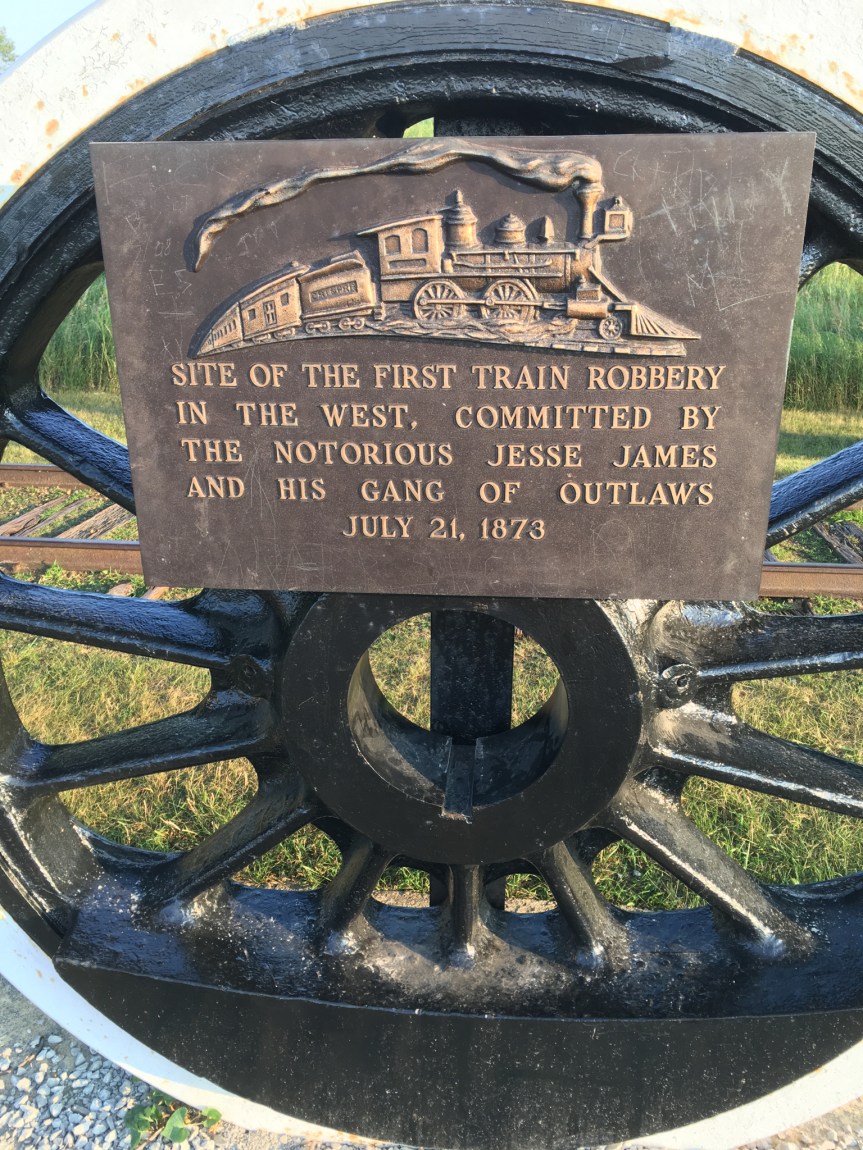 SITE OF THE FIRST TRAIN ROBBERY
IN THE WEST, COMMITTED BY
THE NOTORIOUS JESSE JAMES
AND HIS GANG OF OUTLAWS
JULY 21, 1873